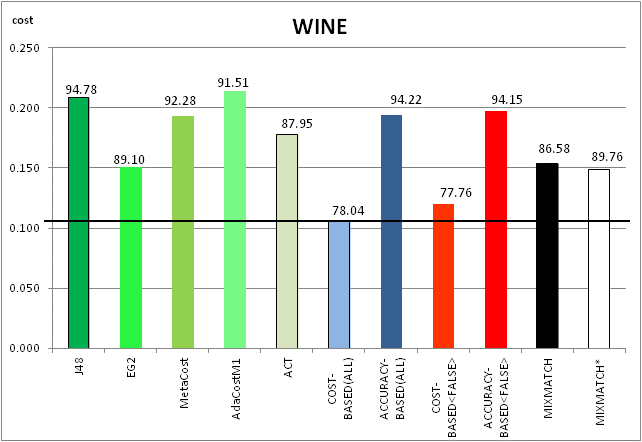 cost
WINE
0.250
0.200
0.150
0.100
0.050
0.000
94.78
89.10
92.28
91.51
87.95
78.04
94.22
77.76
94.15
86.58
89.76
J48
EG2
MetaCost
AdaCostM1
ACT
COST-
BASED(ALL)
ACCURACY-
BASED(ALL)
COST-
BASED<FALSE>
ACCURACY-
BASED<FALSE>
MIXMATCH
MIXMATCH*